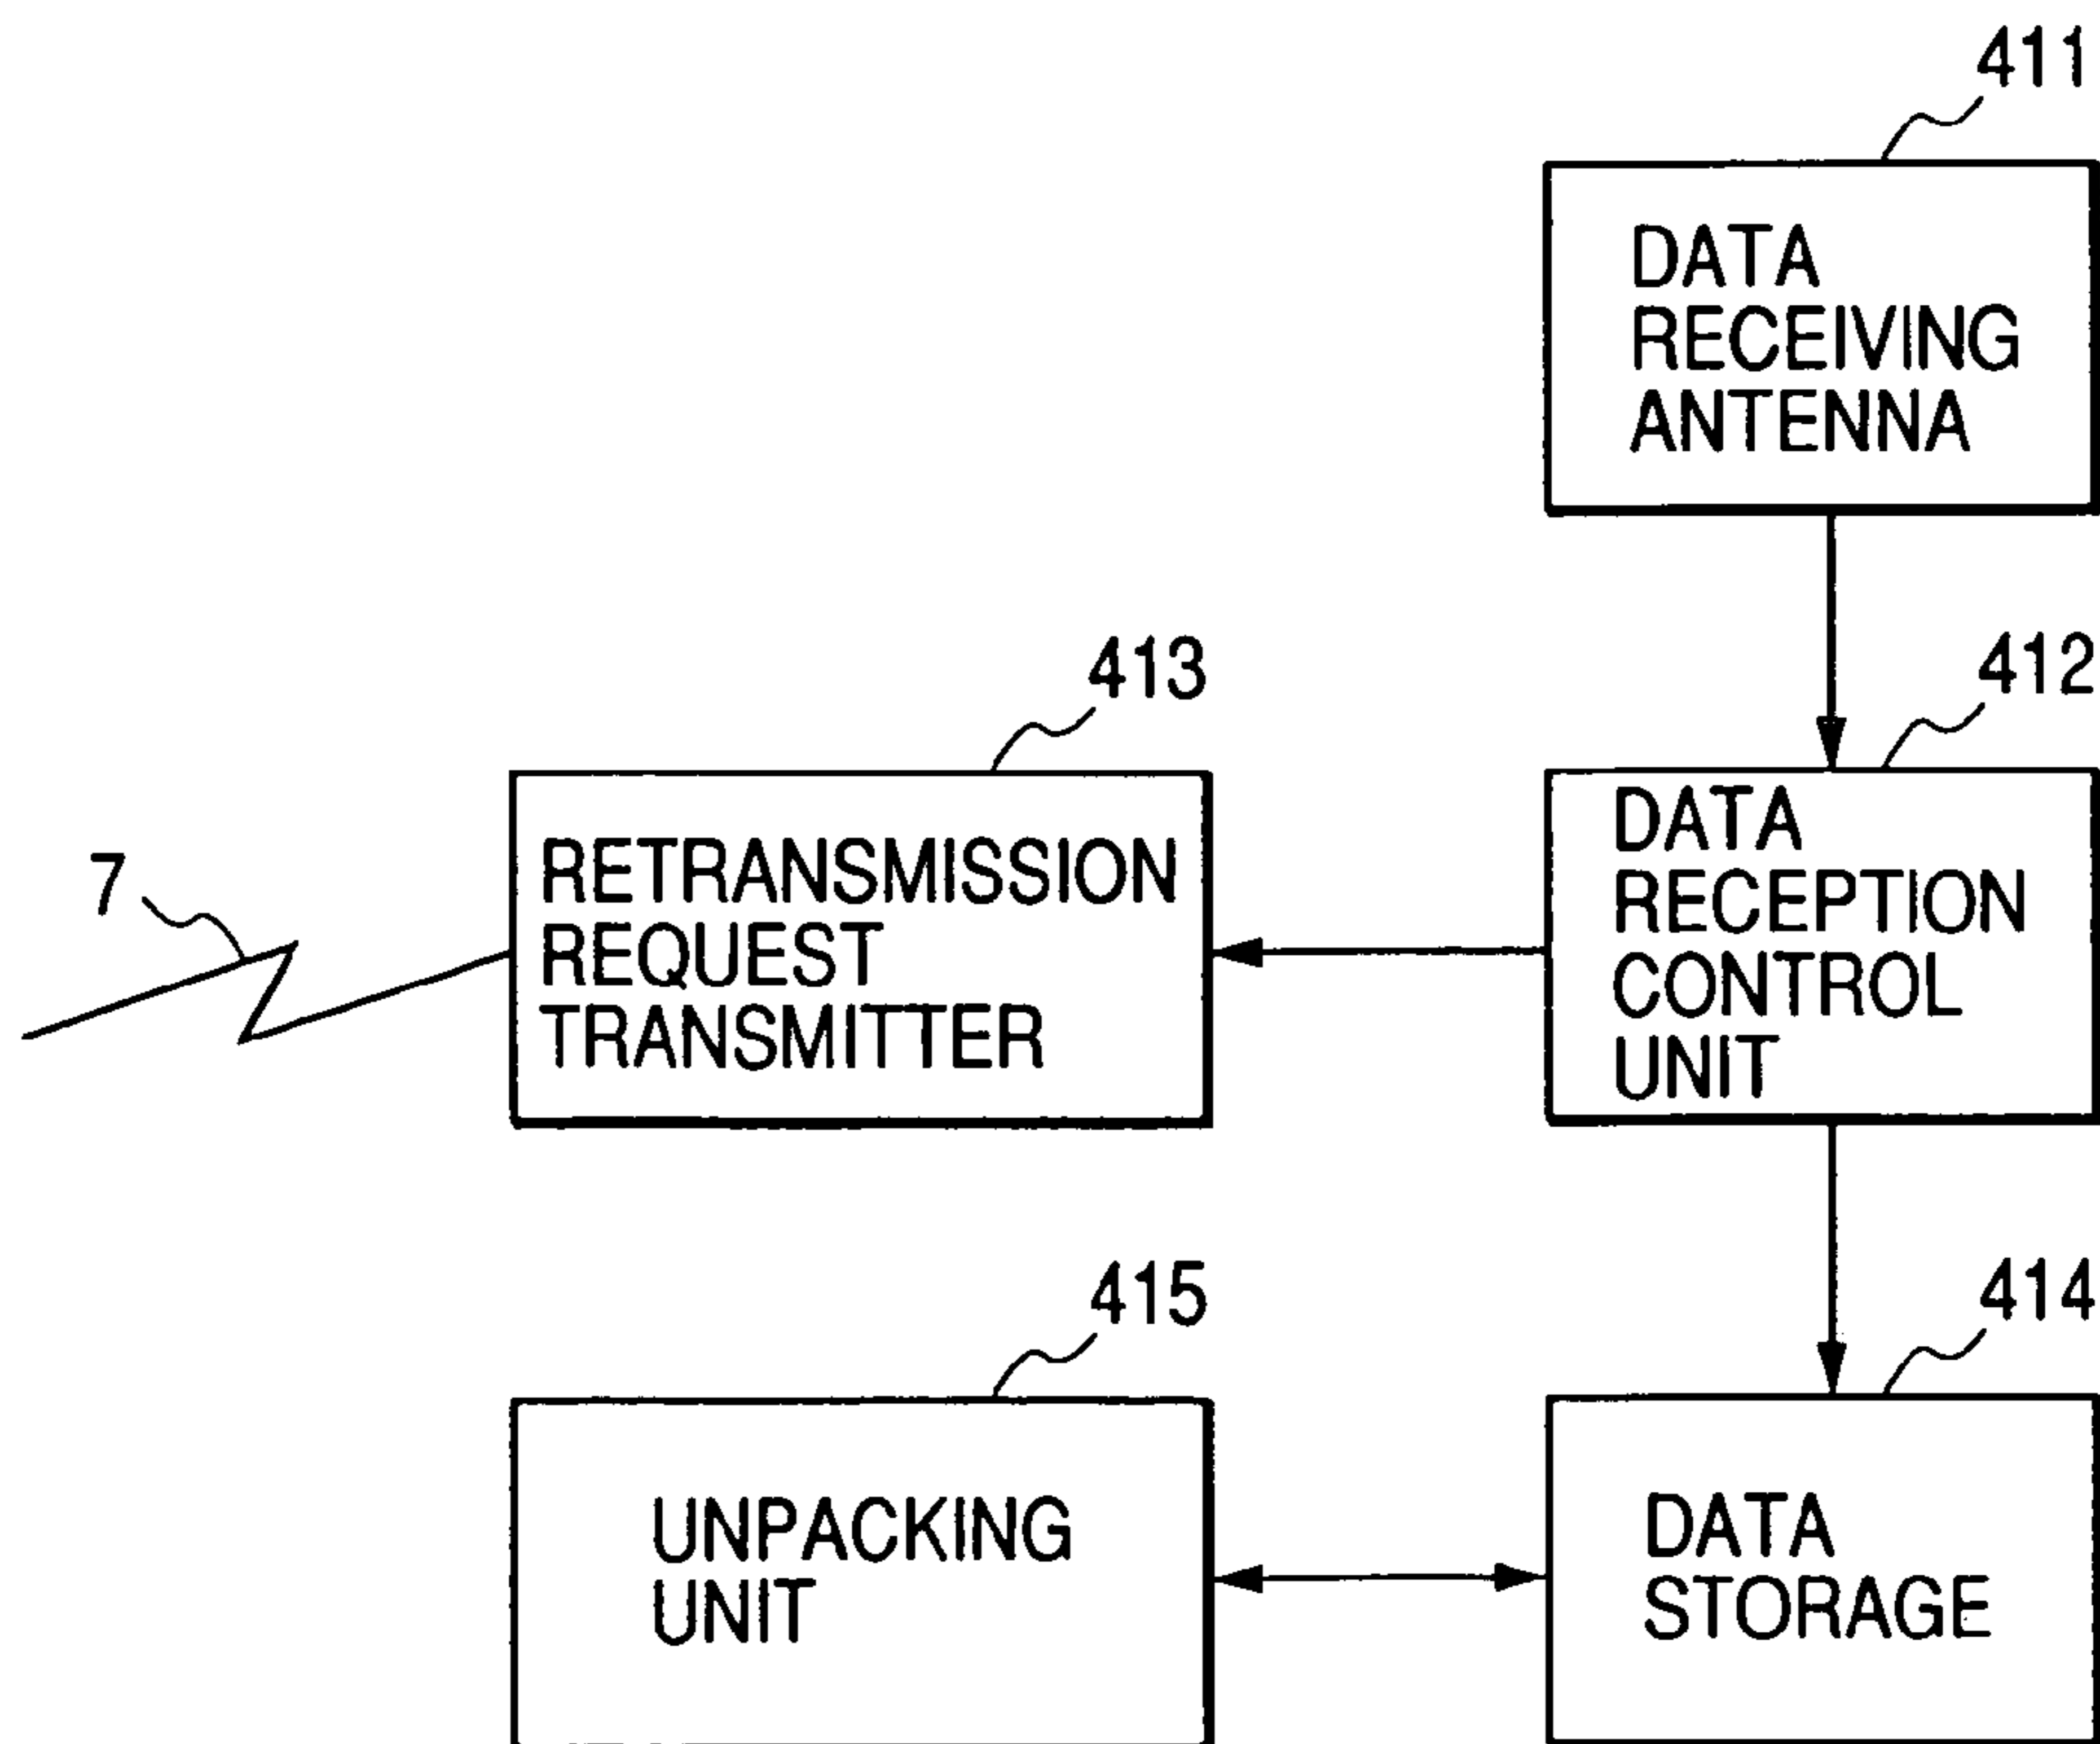 411
DATA
RECEIVING
ANTENNA
413
412
7
RETRANSMISSION
REQUEST
TRANSMITTER
DATA
RECEPTION
CONTROL
UNIT
415
414
UNPACKING
UNIT
DATA
STORAGE